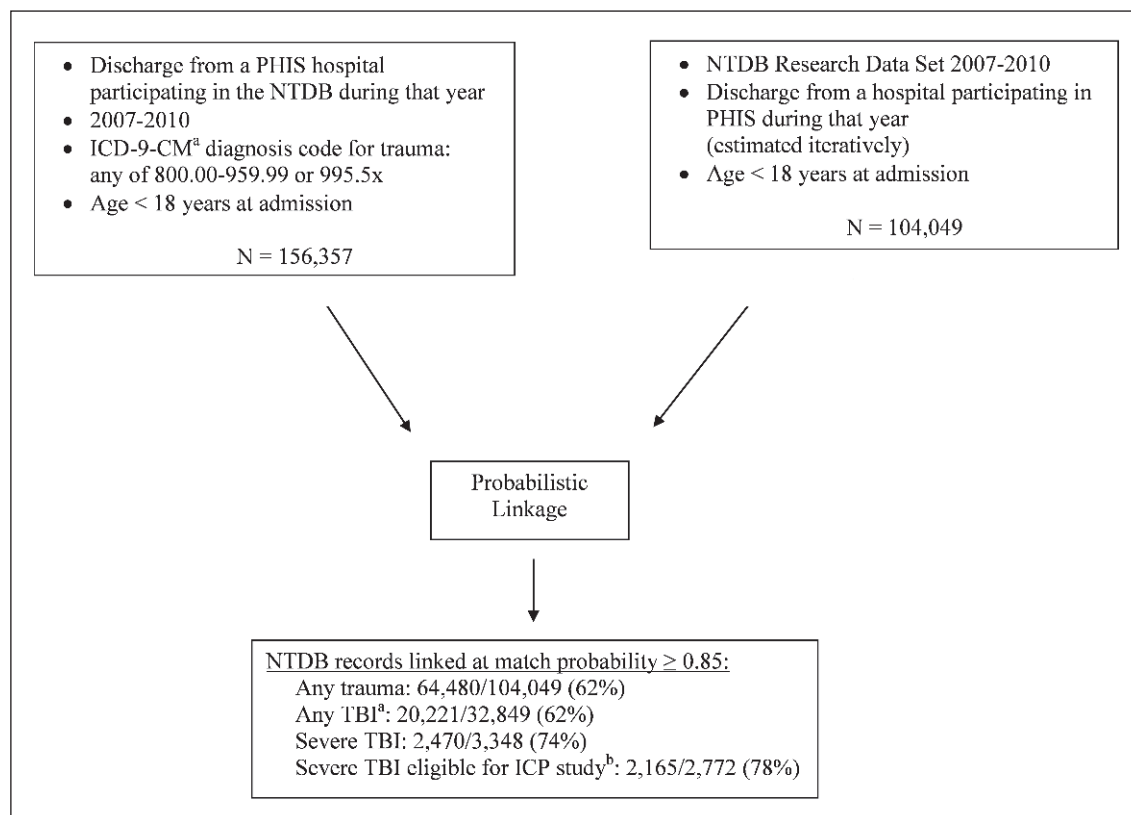 • Discharge from a PHIS hospital
participating in the NTDB during that year
• 2007-2010
• ICD-9-CMᵃ diagnosis code for trauma:
any of 800.00-959.99 or 995.5x
• Age < 18 years at admission
N = 156,357
• NTDB Research Data Set 2007-2010
• Discharge from a hospital participating in
PHIS during that year
(estimated iteratively)
• Age < 18 years at admission
N = 104,049
Probabilistic
Linkage
NTDB records linked at match probability ≥ 0.85:
Any trauma: 64,480/104,049 (62%)
Any TBIᵃ: 20,221/32,849 (62%)
Severe TBI: 2,470/3,348 (74%)
Severe TBI eligible for ICP studyᵇ: 2,165/2,772 (78%)